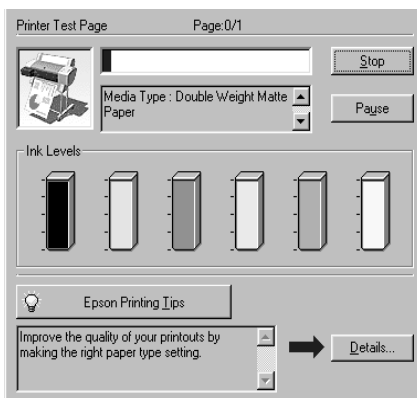 Printer Test Page Page:0/1
Stop
Media Type : Double Weight Matte
Paper
Pause
Ink Levels
Epson Printing Tips
Improve the quality of your printouts by
making the right paper type setting.
Details...